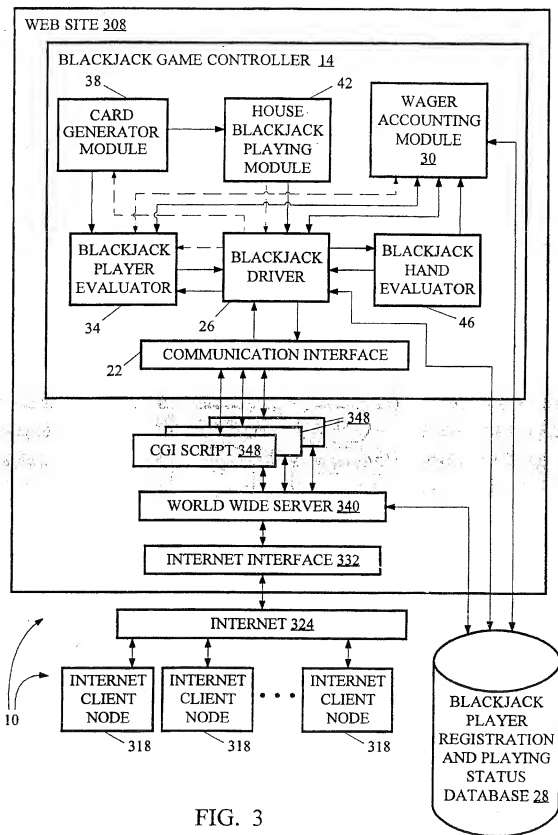 WEB SITE 308
BLACKJACK GAME CONTROLLER 14
38
42
CARD
GENERATOR
MODULE
HOUSE
BLACKJACK
PLAYING
MODULE
WAGER
ACCOUNTING
MODULE
30
BLACKJACK
PLAYER
EVALUATOR
BLACKJACK
DRIVER
BLACKJACK
HAND
EVALUATOR
34
26
46
22
COMMUNICATION INTERFACE
348
CGI SCRIPT 348
WORLD WIDE SERVER 340
INTERNET INTERFACE 332
INTERNET 324
10
INTERNET
CLIENT
NODE
INTERNET
CLIENT
NODE
• • •
INTERNET
CLIENT
NODE
318
318
318
BLACKJACK
PLAYER
REGISTRATION
AND PLAYING
STATUS
DATABASE 28
FIG. 3